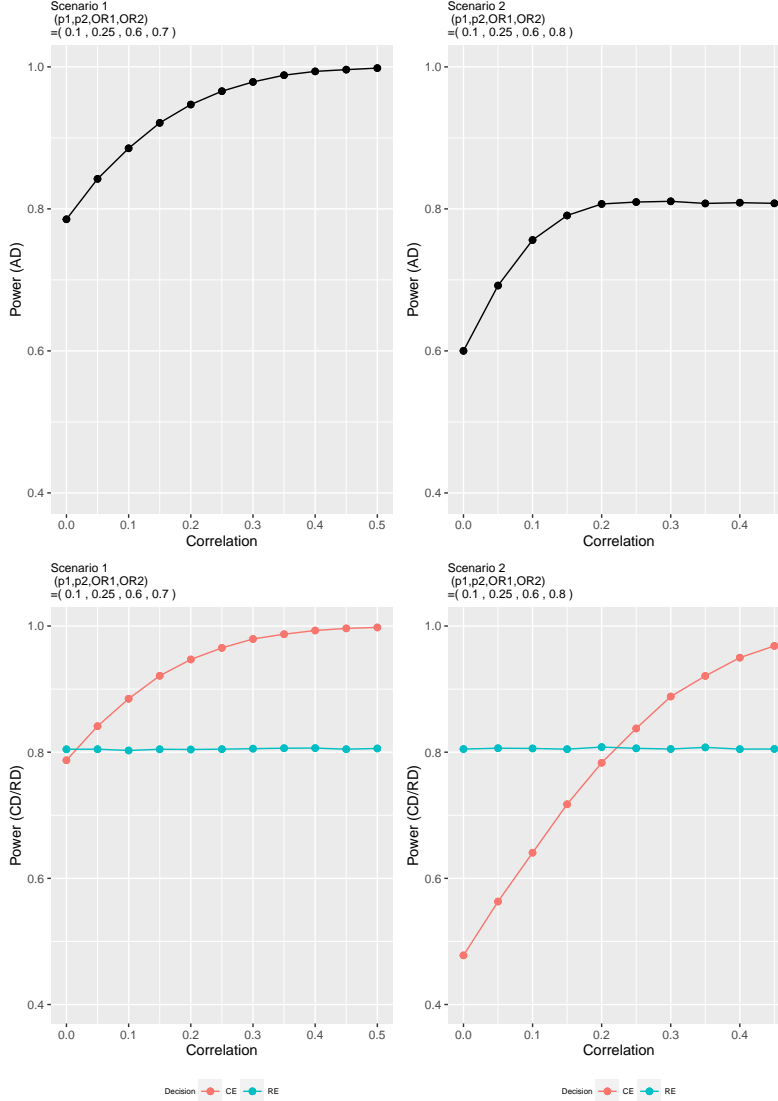 Scenario 1
(p1,p2,OR1,OR2)
=( 0.1 , 0.25 , 0.6 , 0.7 )
1.0
0.8
0.6
0.4
Power (AD)
0.0 0.1 0.2 0.3 0.4 0.5
Correlation
Scenario 2
(p1,p2,OR1,OR2)
=( 0.1 , 0.25 , 0.6 , 0.8 )
1.0
0.8
0.6
0.4
Power (AD)
0.0 0.1 0.2 0.3 0.4
Correlation
Scenario 1
(p1,p2,OR1,OR2)
=( 0.1 , 0.25 , 0.6 , 0.7 )
1.0
0.8
0.6
0.4
Power (CD/RD)
0.0 0.1 0.2 0.3 0.4 0.5
Correlation
Decision CE RE
Scenario 2
(p1,p2,OR1,OR2)
=( 0.1 , 0.25 , 0.6 , 0.8 )
1.0
0.8
0.6
0.4
Power (CD/RD)
0.0 0.1 0.2 0.3 0.4
Correlation
Decision CE RE